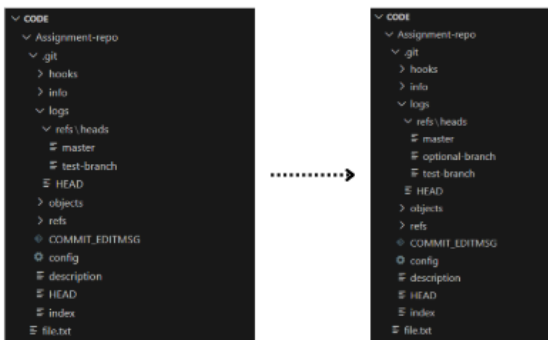 CODE
Assignment-repo
.git
hooks
info
logs
refs\heads
master
test-branch
HEAD
objects
refs
COMMIT_EDITMSG
config
description
HEAD
index
file.txt
CODE
Assignment-repo
.git
hooks
info
logs
refs\heads
master
optional-branch
test-branch
HEAD
objects
refs
COMMIT_EDITMSG
config
description
HEAD
index
file.txt